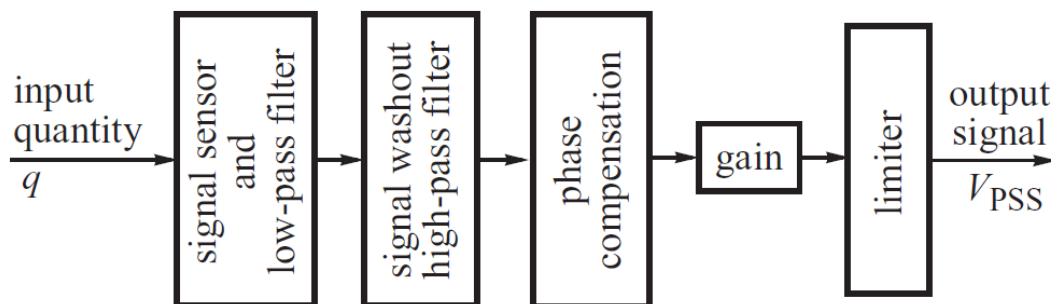 input
quantity
q
signal sensor
and
low-pass filter
signal washout
high-pass filter
phase
compensation
gain
limiter
output
signal
VPSS